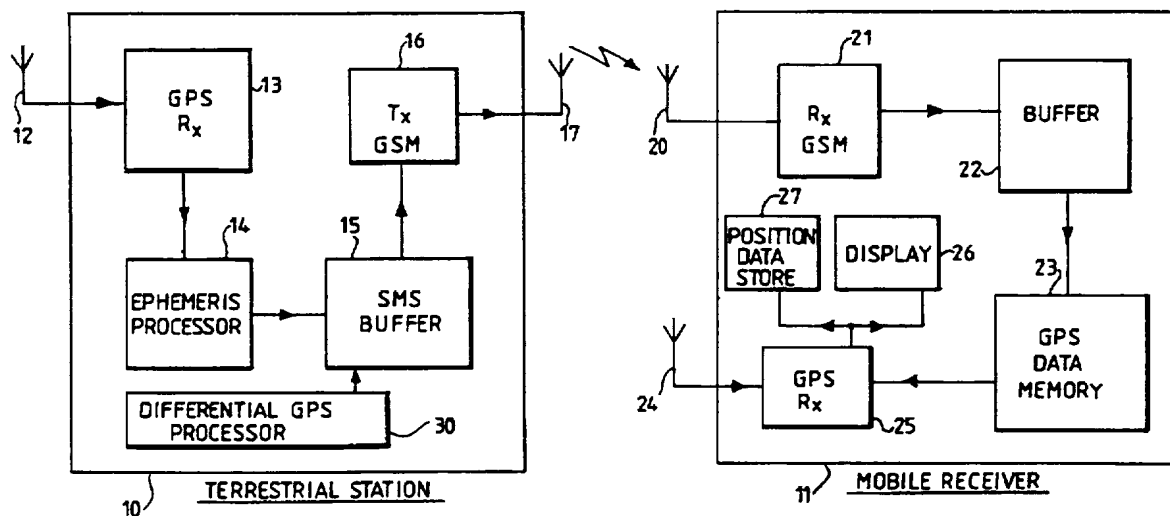 12
GPS
Rx
13
16
Tx
GSM
17
14
EPHEMERIS
PROCESSOR
15
SMS
BUFFER
DIFFERENTIAL GPS
PROCESSOR
30
10
TERRESTRIAL STATION
20
21
Rx
GSM
BUFFER
22
27
POSITION
DATA
STORE
DISPLAY
26
23
GPS
DATA
MEMORY
24
GPS
Rx
25
11
MOBILE RECEIVER